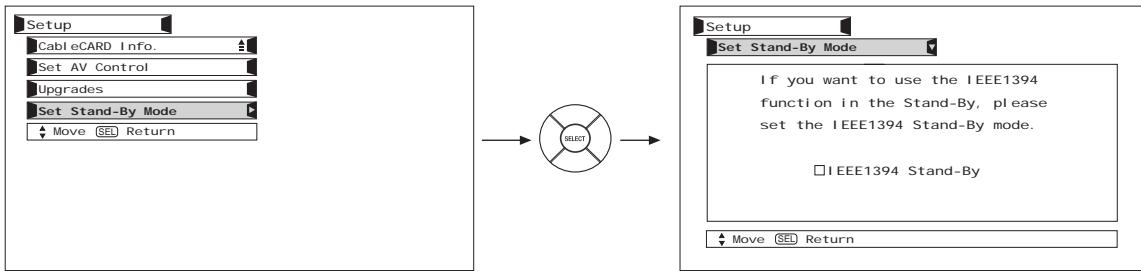 Setup
CableCARD Info.
Set AV Control
Upgrades
Set Stand-By Mode
Move SEL Return
SELECT
Setup
Set Stand-By Mode
If you want to use the IEEE1394
function in the Stand-By, please
set the IEEE1394 Stand-By mode.
IEEE1394 Stand-By
Move SEL Return